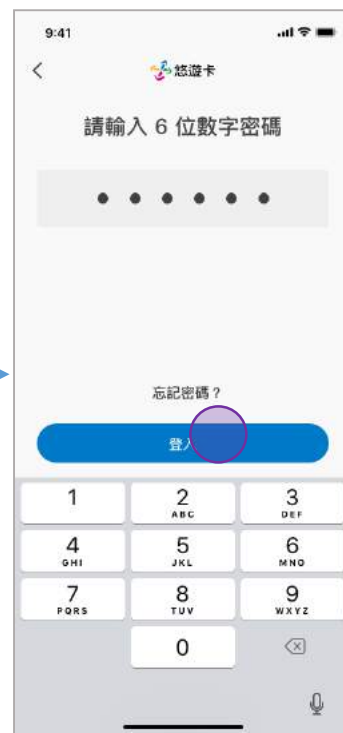 9:41
悠遊卡
請輸入 6 位數字密碼
忘記密碼？
登入
1
2
ABC
3
DEF
4
GHI
5
JKL
6
MNO
7
PQRS
8
TUV
9
WXYZ
0